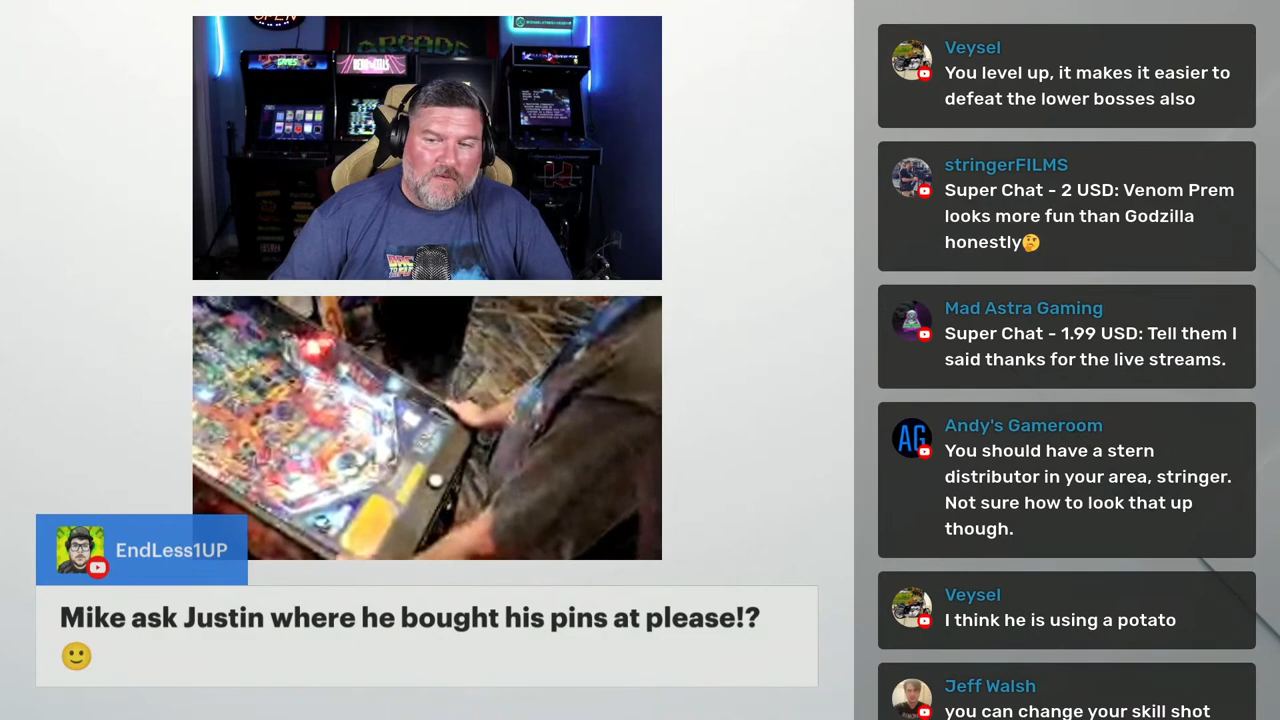 OPEN
ARCADE
Veysel
You level up, it makes it easier to
defeat the lower bosses also
stringerFILMS
Super Chat - 2 USD: Venom Prem
looks more fun than Godzilla
honestly🤔
Mad Astra Gaming
Super Chat - 1.99 USD: Tell them I
said thanks for the live streams.
AG
Andy's Gameroom
You should have a stern
distributor in your area, stringer.
Not sure how to look that up
though.
EndLess1UP
Mike ask Justin where he bought his pins at please!?
🙂
Veysel
I think he is using a potato
Jeff Walsh
you can change your skill shot